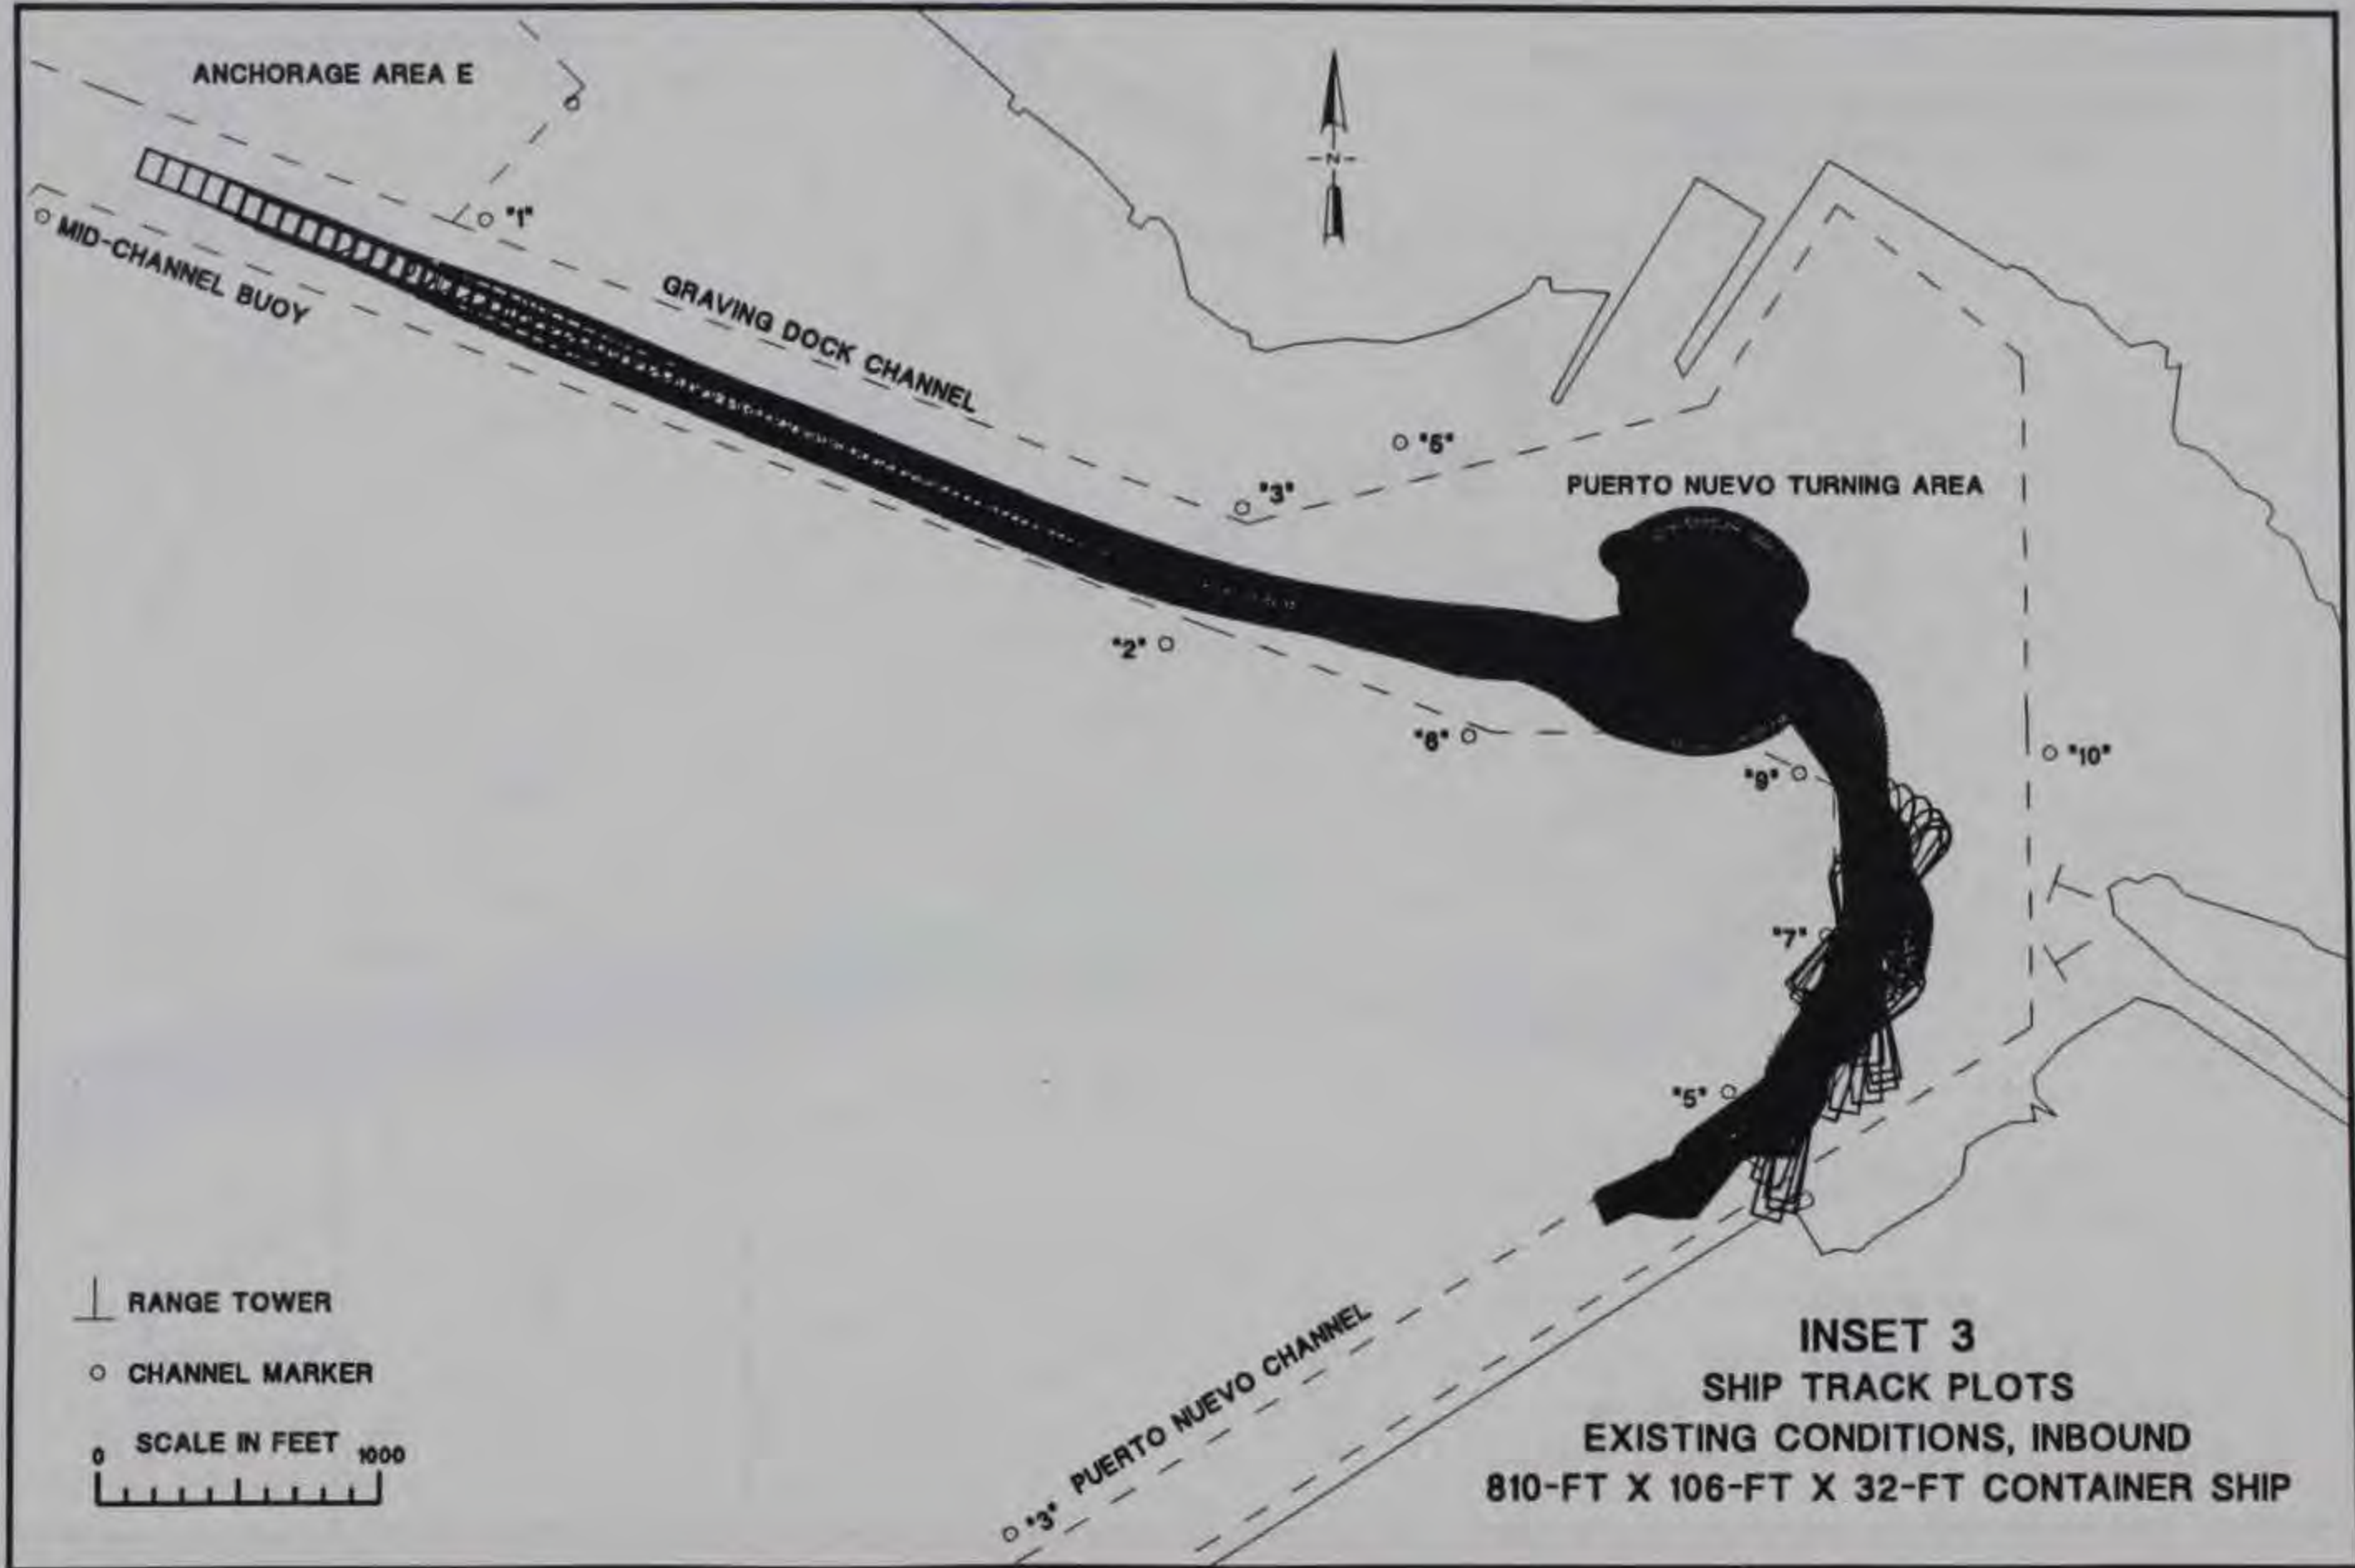 ANCHORAGE AREA E
"1"
MID-CHANNEL BUOY
GRAVING DOCK CHANNEL
-N-
"5"
"3"
PUERTO NUEVO TURNING AREA
"2"
"6"
"9"
"10"
"7"
"5"
RANGE TOWER
CHANNEL MARKER
SCALE IN FEET
0 1000
"3" PUERTO NUEVO CHANNEL
INSET 3
SHIP TRACK PLOTS
EXISTING CONDITIONS, INBOUND
810-FT X 106-FT X 32-FT CONTAINER SHIP